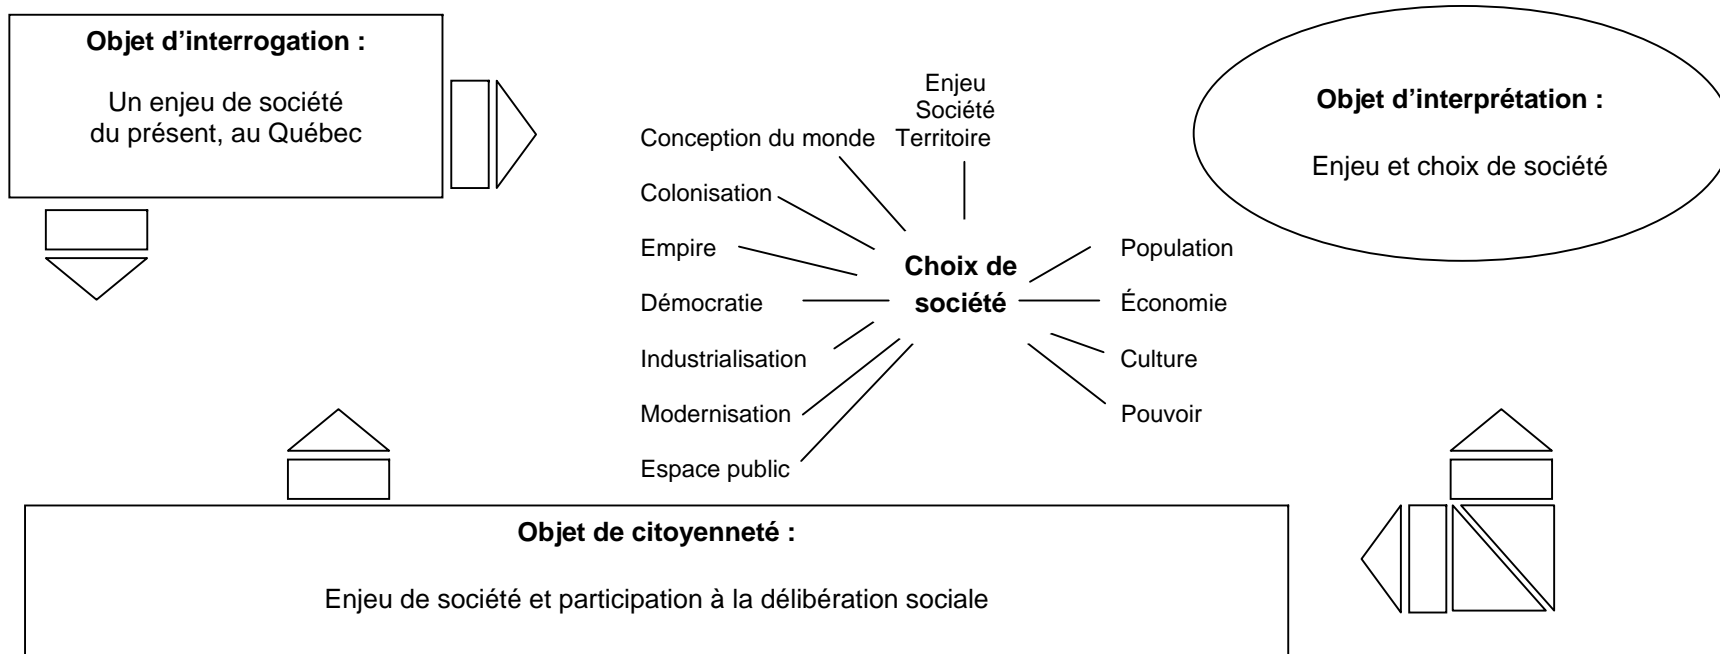 Objet d’interrogation :
Un enjeu de société
du présent, au Québec
Enjeu
Société
Territoire
Conception du monde
Colonisation
Empire
Démocratie
Industrialisation
Modernisation
Espace public
Choix de
société
Population
Économie
Culture
Pouvoir
Objet d’interprétation :
Enjeu et choix de société
Objet de citoyenneté :
Enjeu de société et participation à la délibération sociale